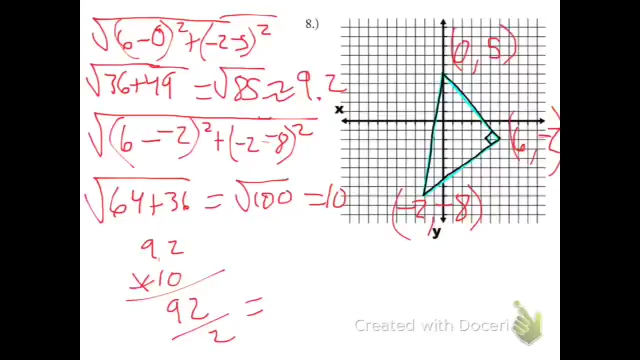 √(6-0)²+(-2-5)²
√36+49 = √85 ≈ 9.2
√(6--2)²+(-2-8)²
√64+36 = √100 = 10
9.2
×10
92 =
2
8.)
(0, 5)
x
(6, -2)
(-2, -8)
y
Created with Doceri